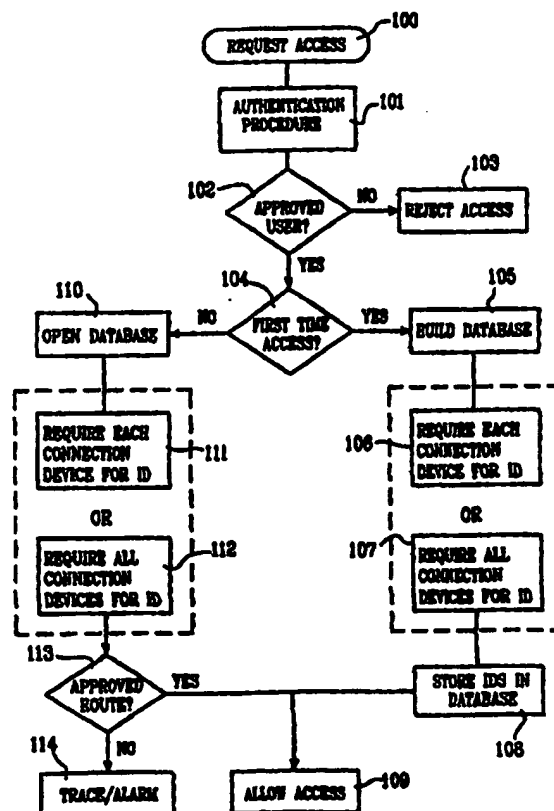 100
REQUEST ACCESS
AUTHENTICATION
PROCEDURE
101
102
APPROVED
USER?
NO
103
REJECT ACCESS
YES
104
FIRST TIME
ACCESS?
NO
YES
110
OPEN DATABASE
105
BUILD DATABASE
REQUIRE EACH
CONNECTION
DEVICE FOR ID
111
OR
REQUIRE ALL
CONNECTION
DEVICES FOR ID
112
106
REQUIRE EACH
CONNECTION
DEVICE FOR ID
OR
107
REQUIRE ALL
CONNECTION
DEVICES FOR ID
113
APPROVED
ROUTE?
YES
NO
STORE IDS IN
DATABASE
108
114
TRACE/ALARM
ALLOW ACCESS
109